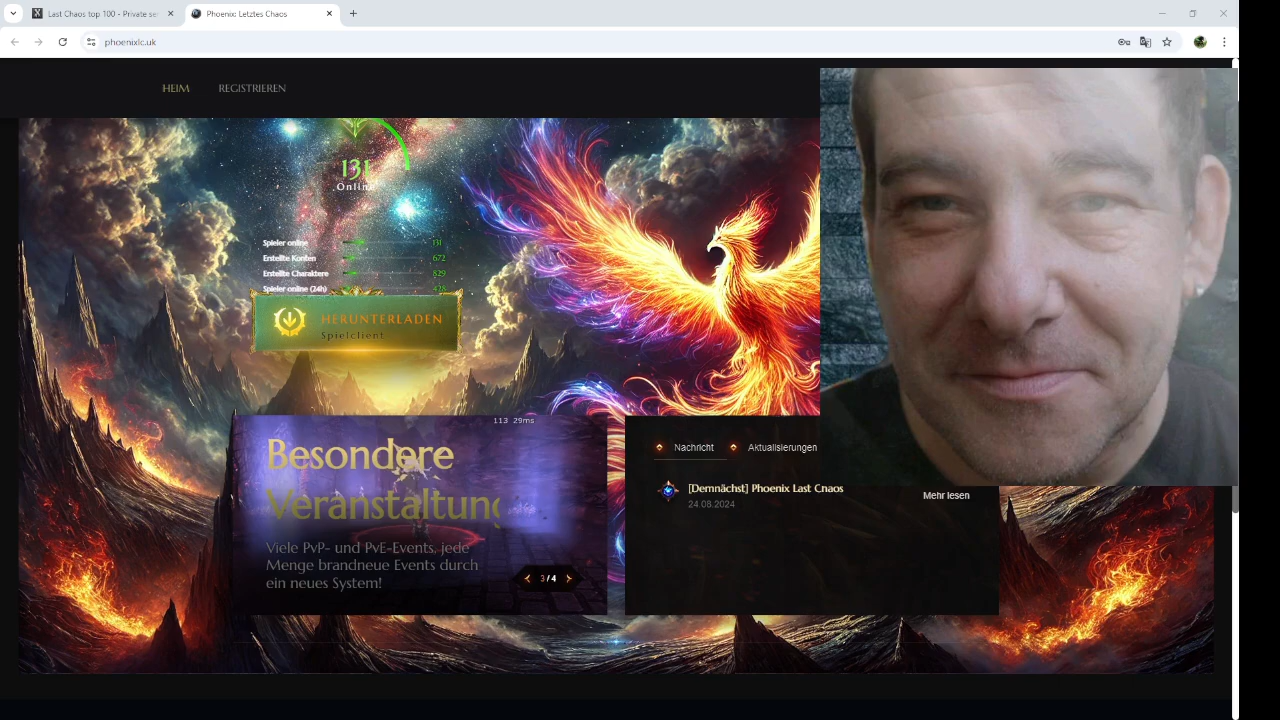 Last Chaos top 100 - Private ser
Phoenix: Letztes Chaos
phoenixlc.uk
HEIM
REGISTRIEREN
131
Online
Spieler online 131
Erstellte Konten 672
Erstellte Charaktere 829
Spieler online (24h) 428
HERUNTERLADEN
Spielclient
113 29ms
Besondere
Veranstaltung
Viele PvP- und PvE-Events, jede
Menge brandneue Events durch
ein neues System!
3/4
Nachricht
Aktualisierungen
[Demnächst] Phoenix Last Chaos
24.08.2024
Mehr lesen